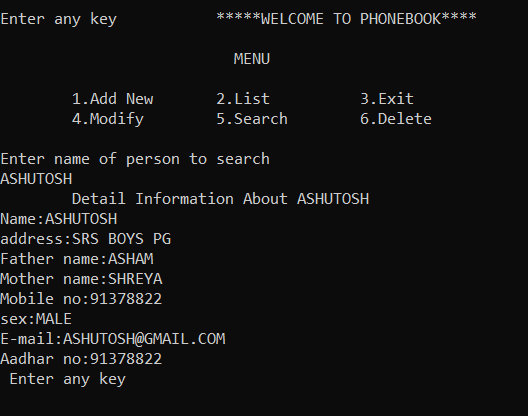 Enter any key *****WELCOME TO PHONEBOOK****
MENU
1.Add New 2.List 3.Exit
4.Modify 5.Search 6.Delete
Enter name of person to search
ASHUTOSH
Detail Information About ASHUTOSH
Name:ASHUTOSH
address:SRS BOYS PG
Father name:ASHAM
Mother name:SHREYA
Mobile no:91378822
sex:MALE
E-mail:ASHUTOSH@GMAIL.COM
Aadhar no:91378822
Enter any key